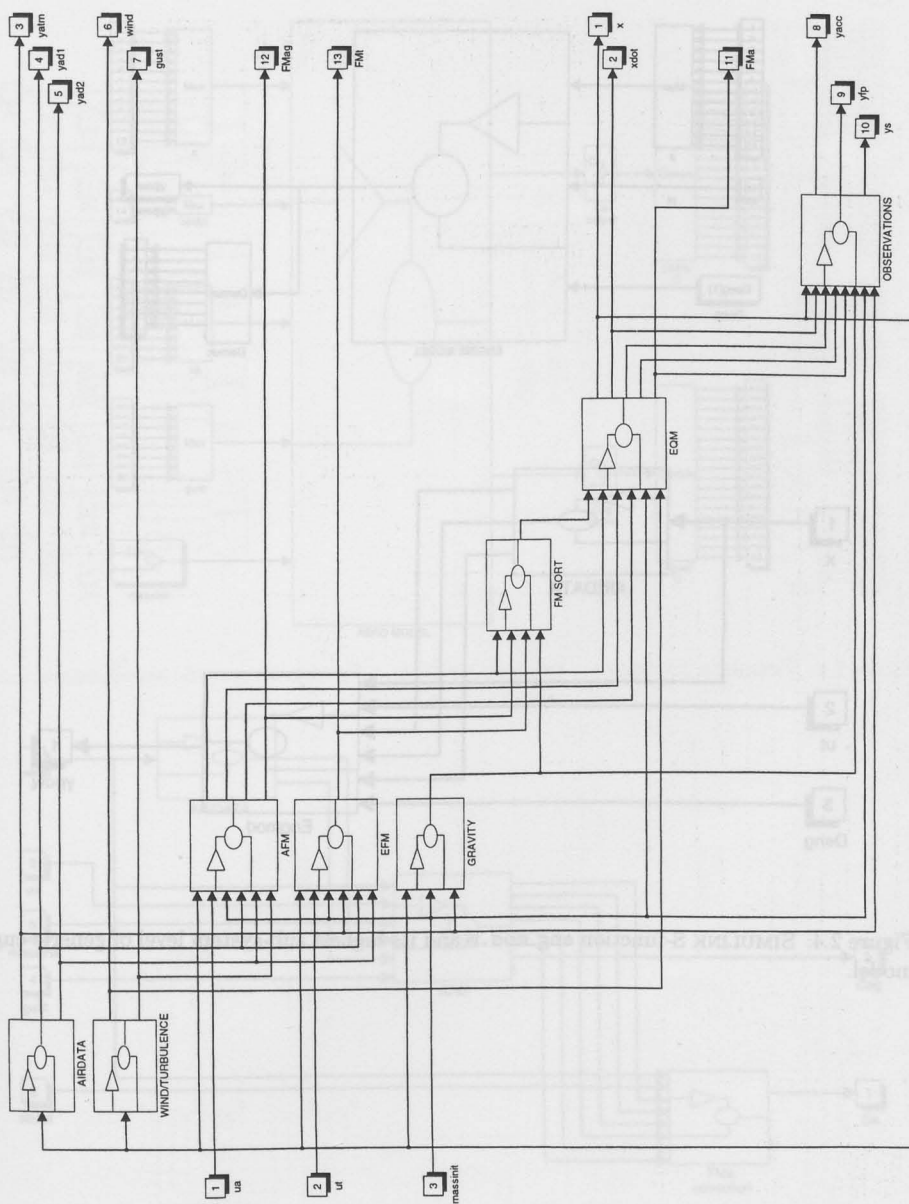 3
yatm
4
yad1
5
yad2
6
wind
7
gust
12
FMag
13
FMt
1
x
2
xdot
11
FMa
8
yacc
9
yfp
10
ys
AIRDATA
WIND/TURBULENCE
AFM
EFM
GRAVITY
FM SORT
EQM
OBSERVATIONS
1
ua
2
ut
3
massinit